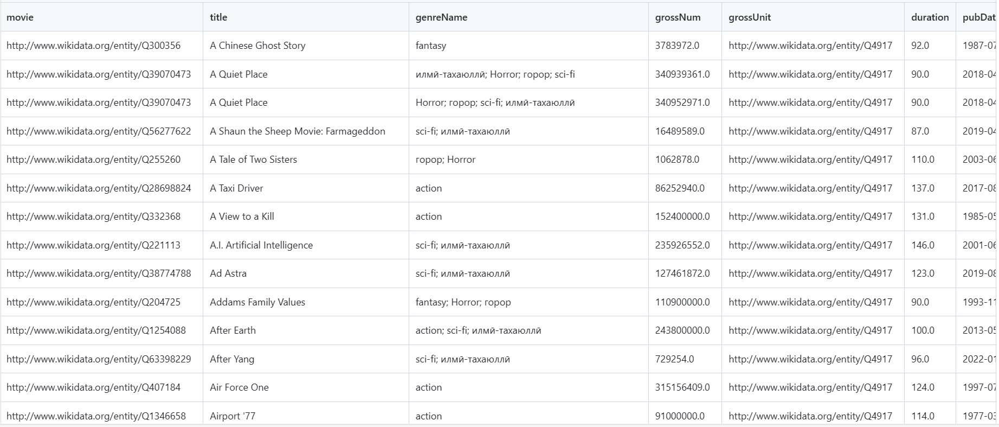 movie title genreName grossNum grossUnit duration pubDat
http://www.wikidata.org/entity/Q300356 A Chinese Ghost Story fantasy 3783972.0 http://www.wikidata.org/entity/Q4917 92.0 1987-07
http://www.wikidata.org/entity/Q39070473 A Quiet Place илмӣ-тахаюллӣ; Horror; горор; sci-fi 340939361.0 http://www.wikidata.org/entity/Q4917 90.0 2018-04
http://www.wikidata.org/entity/Q39070473 A Quiet Place Horror; горор; sci-fi; илмӣ-тахаюллӣ 340952971.0 http://www.wikidata.org/entity/Q4917 90.0 2018-04
http://www.wikidata.org/entity/Q56277622 A Shaun the Sheep Movie: Farmageddon sci-fi; илмӣ-тахаюллӣ 16489589.0 http://www.wikidata.org/entity/Q4917 87.0 2019-04
http://www.wikidata.org/entity/Q255260 A Tale of Two Sisters горор; Horror 1062878.0 http://www.wikidata.org/entity/Q4917 110.0 2003-06
http://www.wikidata.org/entity/Q28698824 A Taxi Driver action 86252940.0 http://www.wikidata.org/entity/Q4917 137.0 2017-08
http://www.wikidata.org/entity/Q332368 A View to a Kill action 152400000.0 http://www.wikidata.org/entity/Q4917 131.0 1985-05
http://www.wikidata.org/entity/Q221113 A.I. Artificial Intelligence sci-fi; илмӣ-тахаюллӣ 235926552.0 http://www.wikidata.org/entity/Q4917 146.0 2001-06
http://www.wikidata.org/entity/Q38774788 Ad Astra sci-fi; илмӣ-тахаюллӣ 127461872.0 http://www.wikidata.org/entity/Q4917 123.0 2019-08
http://www.wikidata.org/entity/Q204725 Addams Family Values fantasy; Horror; горор 110900000.0 http://www.wikidata.org/entity/Q4917 90.0 1993-11
http://www.wikidata.org/entity/Q1254088 After Earth action; sci-fi; илмӣ-тахаюллӣ 243800000.0 http://www.wikidata.org/entity/Q4917 100.0 2013-05
http://www.wikidata.org/entity/Q63398229 After Yang sci-fi; илмӣ-тахаюллӣ 729254.0 http://www.wikidata.org/entity/Q4917 96.0 2022-01
http://www.wikidata.org/entity/Q407184 Air Force One action 315156409.0 http://www.wikidata.org/entity/Q4917 124.0 1997-07
http://www.wikidata.org/entity/Q1346658 Airport '77 action 91000000.0 http://www.wikidata.org/entity/Q4917 114.0 1977-03